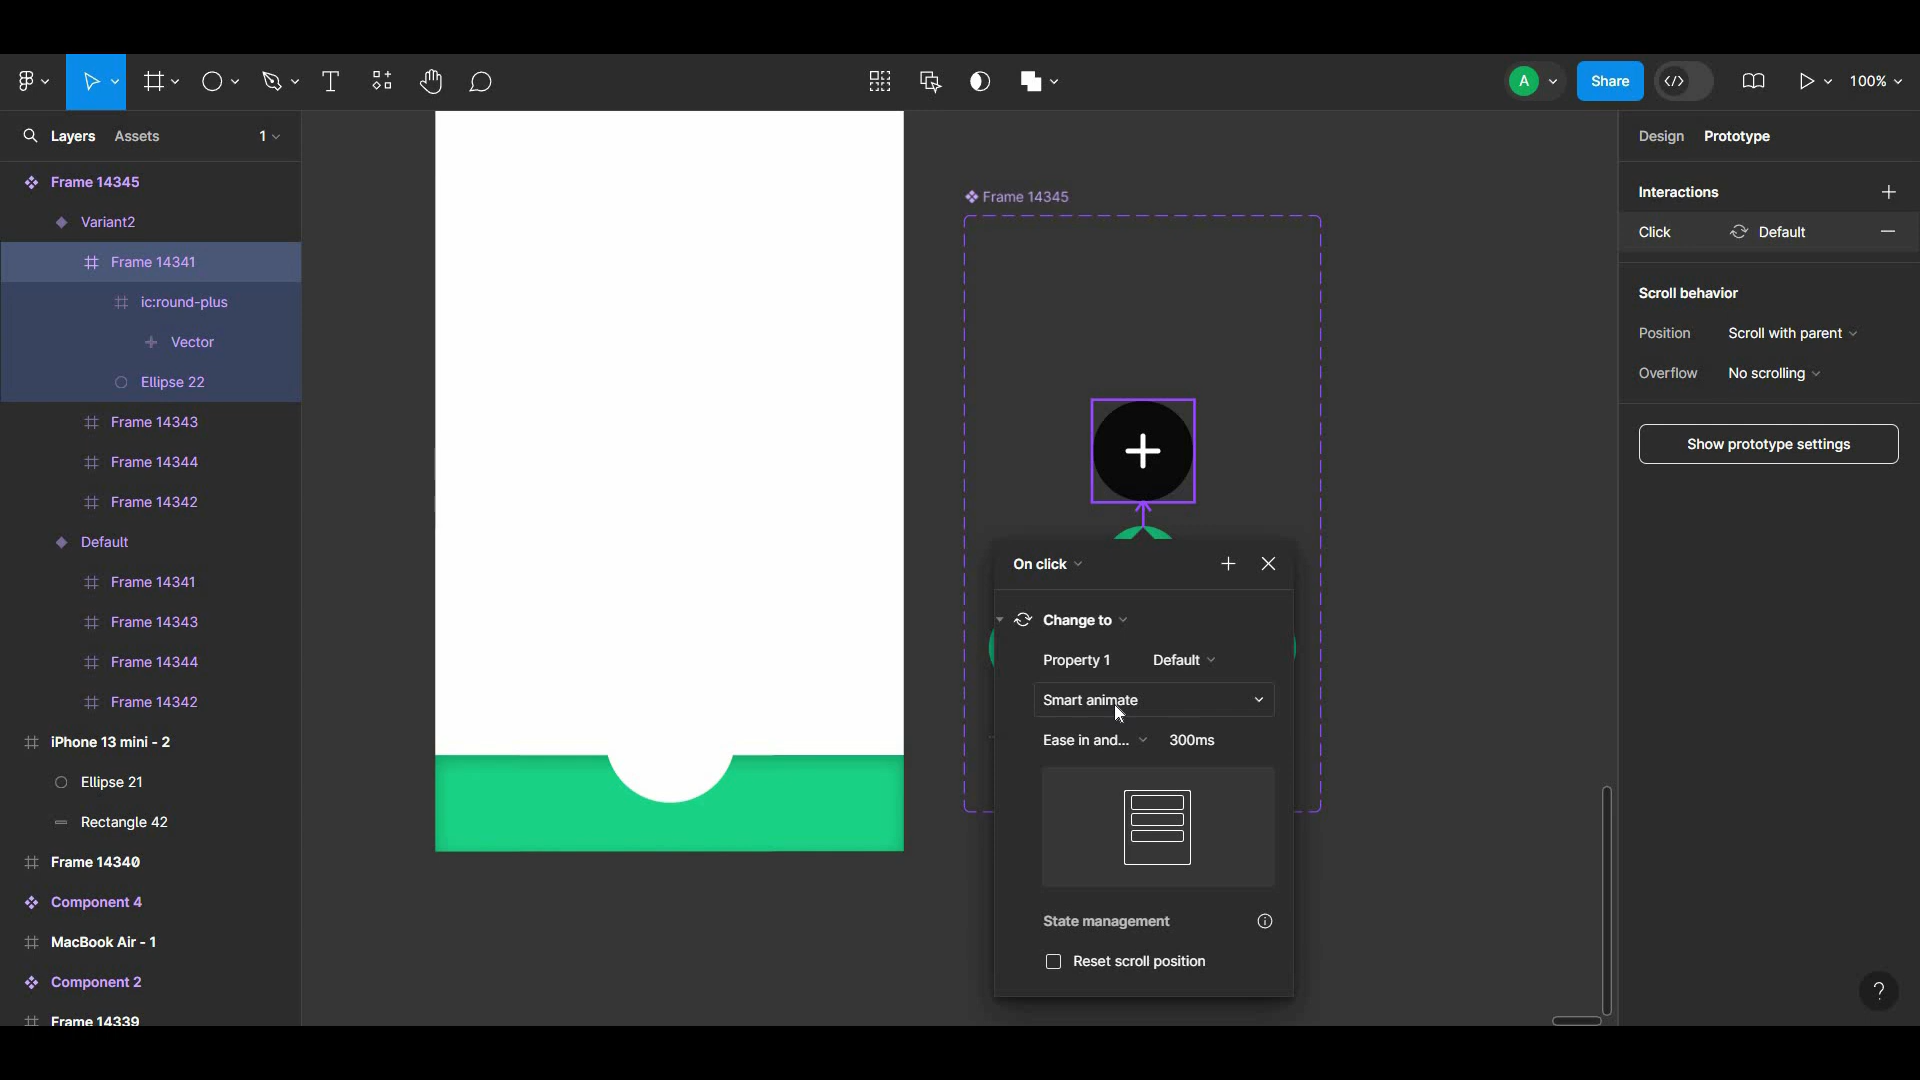 A
Share
100%
Layers
Assets
1
Design
Prototype
Frame 14345
Variant2
Frame 14341
ic:round-plus
Vector
Ellipse 22
Frame 14343
Frame 14344
Frame 14342
Default
Frame 14341
Frame 14343
Frame 14344
Frame 14342
iPhone 13 mini - 2
Ellipse 21
Rectangle 42
Frame 14340
Component 4
MacBook Air - 1
Component 2
Frame 14339
Frame 14345
On click
Change to
Property 1 Default
Smart animate
Ease in and... 300ms
State management
Reset scroll position
Interactions
Click Default
Scroll behavior
Position Scroll with parent
Overflow No scrolling
Show prototype settings
?